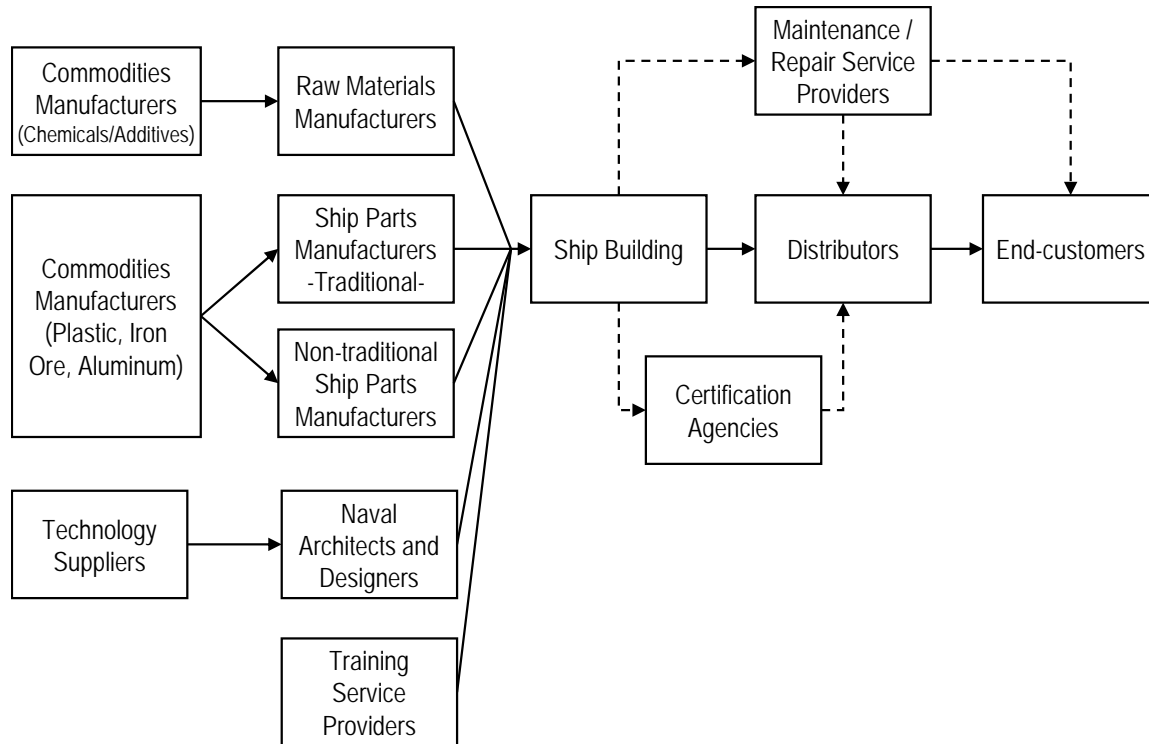 Maintenance /
Repair Service
Providers
Commodities
Manufacturers
(Chemicals/Additives)
Raw Materials
Manufacturers
Commodities
Manufacturers
(Plastic, Iron
Ore, Aluminum)
Ship Parts
Manufacturers
-Traditional-
Ship Building
Distributors
End-customers
Non-traditional
Ship Parts
Manufacturers
Certification
Agencies
Technology
Suppliers
Naval
Architects and
Designers
Training
Service
Providers